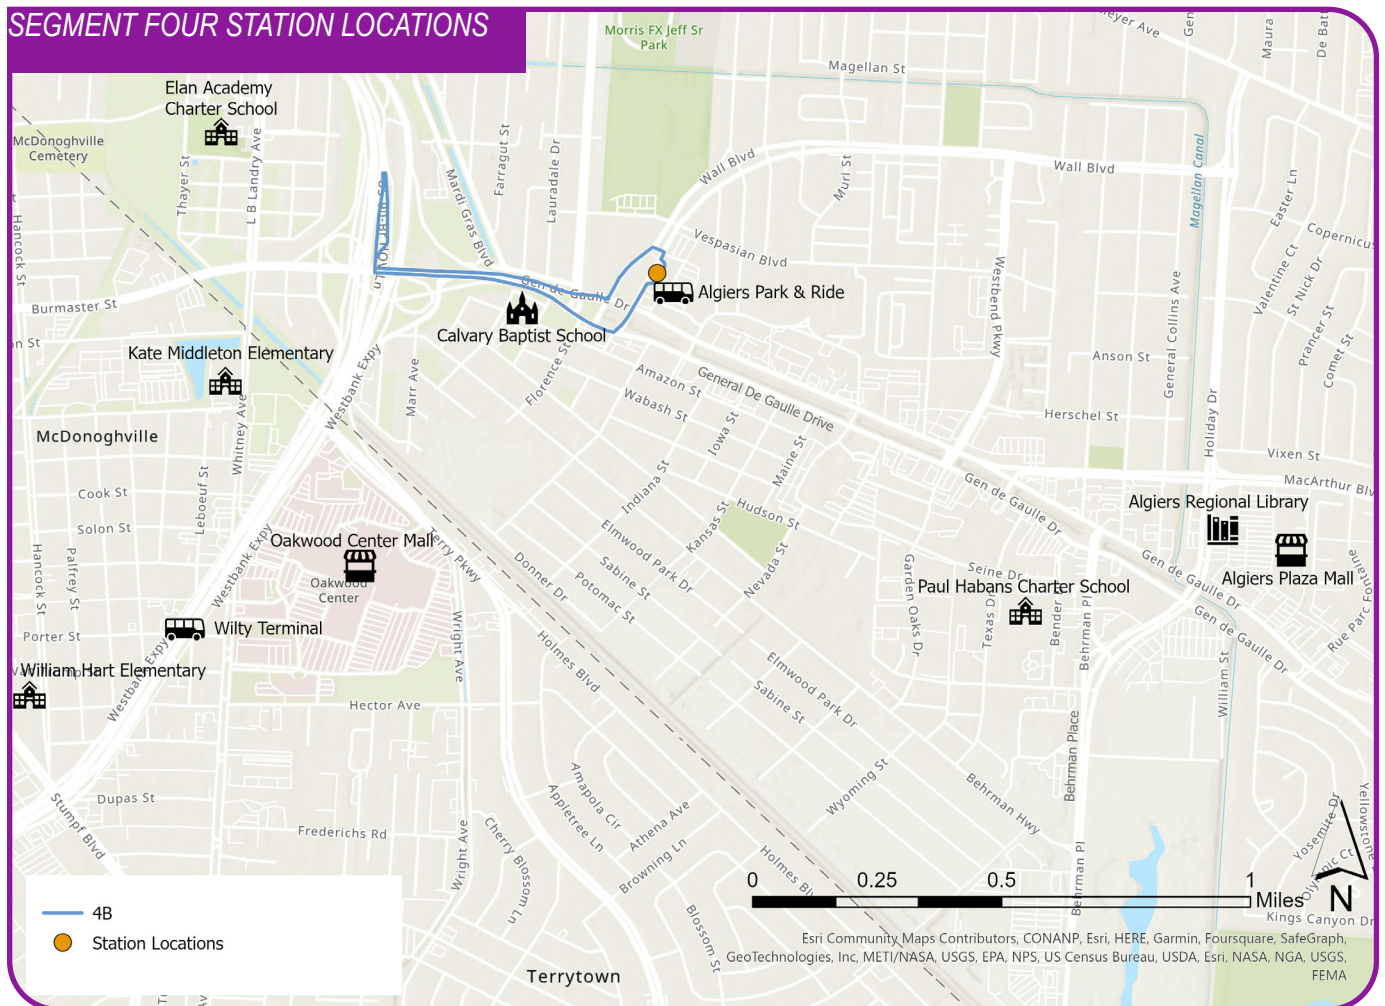 SEGMENT FOUR STATION LOCATIONS
Morris FX Jeff Sr
Park
Magellan St
Maura
De Batt
Elan Academy
Charter School
McDonoghville
Cemetery
Thayer St
L B Landry Ave
Mardi Gras Blvd
Farragut St
Lauradale Dr
Wall Blvd
Murl St
Wall Blvd
Magellan Canal
Easter Ln
Copernicus
Hancock St
Vespasian Blvd
Valentine Ct
St Nick Dr
Gen de Gaulle Dr
Algiers Park & Ride
Westbend Pkwy
General Collins Ave
Prancer St
Comet St
Burmaster St
Calvary Baptist School
Kate Middleton Elementary
Westbank Expy
Marr Ave
Florence St
Amazon St
Wabash St
General De Gaulle Drive
Anson St
Holiday Dr
Herschel St
McDonoghville
Whitney Ave
Iowa St
Maine St
Vixen St
MacArthur Blv
Cook St
Leboeuf St
Indiana St
Gen de Gaulle Dr
Algiers Regional Library
Solon St
Kansas St
Hudson St
Oakwood Center Mall
Oakwood
Center
Terry Pkwy
Westbank Expy
Hancock St
Palfrey St
Donner Dr
Elmwood Park Dr
Sabine St
Potomac St
Nevada St
Garden Oaks Dr
Seine Dr
Paul Habans Charter School
Texas Dr
Bender
Behrman Pl
Gen de Gaulle Dr
Algiers Plaza Mall
Gen de Gaulle Dr
Rue Parc Fontaine
Porter St
Wilty Terminal
Wright Ave
Holmes Blvd
William Hart Elementary
Westbank Expy
Hector Ave
Elmwood Park Dr
Sabine St
William St
Behrman Place
Stumpf Blvd
Dupas St
Frederichs Rd
Wright Ave
Cherry Blossom Ln
Amapola Cir
Appletree Ln
Athena Ave
Browning Ln
Wyoming St
Behrman Hwy
Yosemite Dr
Yellowstone
Olympic Ct
Blossom St
Behrman Pl
0 0.25 0.5 1
Miles
N
Kings Canyon Dr
4B
Station Locations
Terrytown
Esri Community Maps Contributors, CONANP, Esri, HERE, Garmin, Foursquare, SafeGraph,
GeoTechnologies, Inc, METI/NASA, USGS, EPA, NPS, US Census Bureau, USDA, Esri, NASA, NGA, USGS,
FEMA